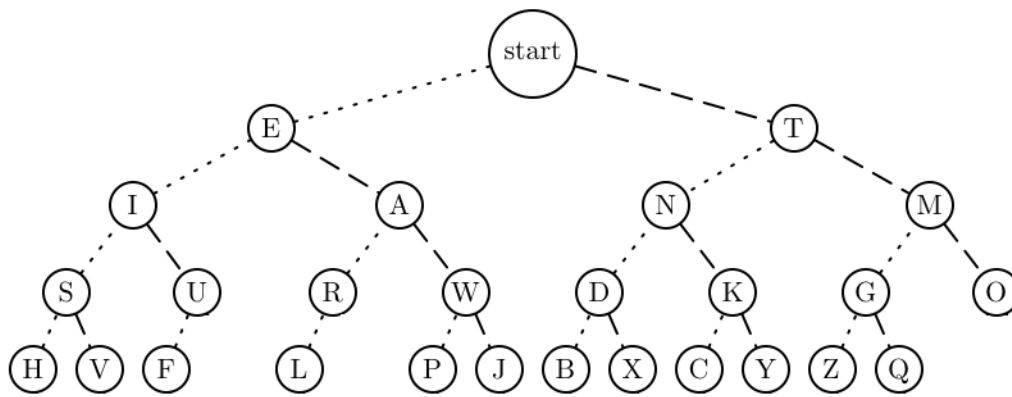 start
E T
I A N M
S U R W D K G O
H V F L P J B X C Y Z Q